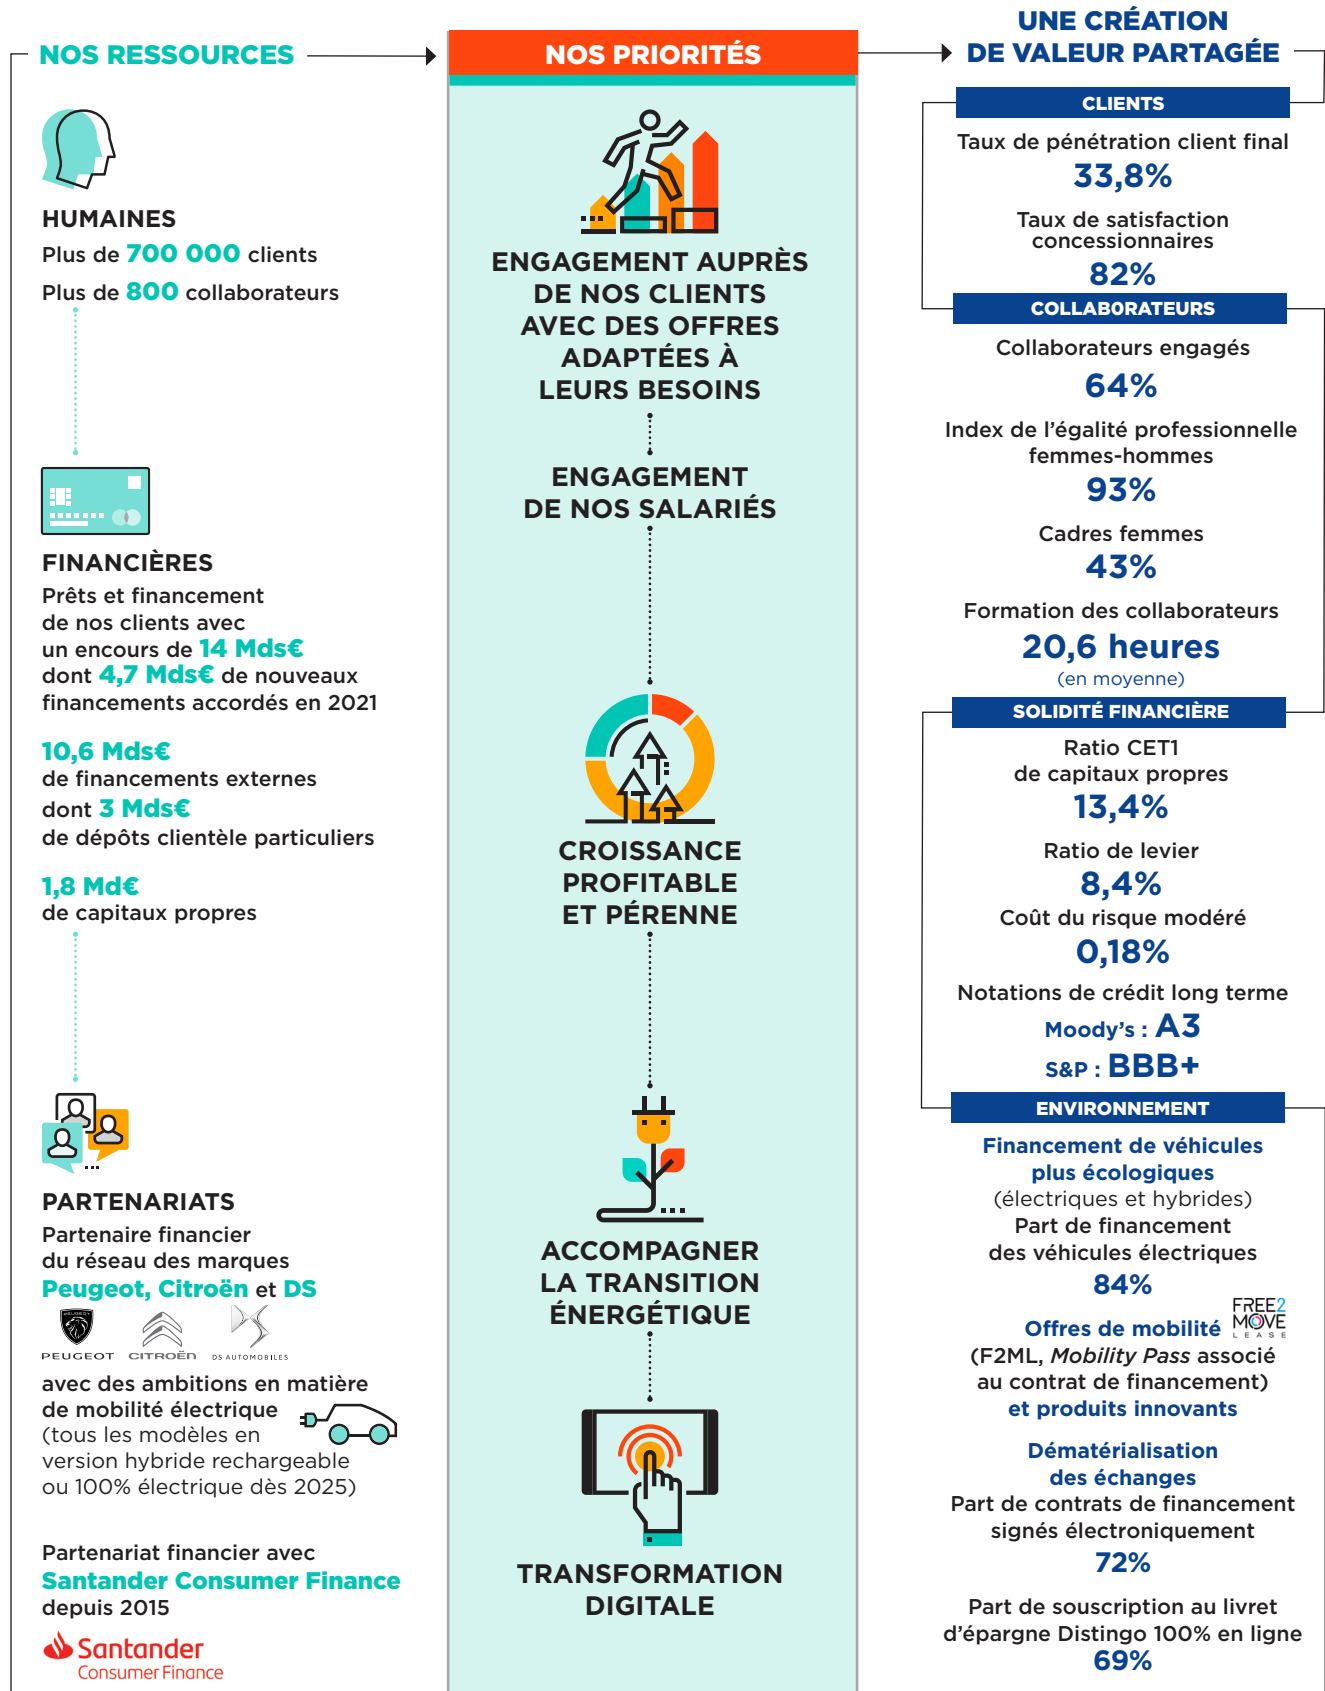 NOS RESSOURCES
HUMAINES
Plus de 700 000 clients
Plus de 800 collaborateurs
FINANCIÈRES
Prêts et financement
de nos clients avec
un encours de 14 Mds€
dont 4,7 Mds€ de nouveaux
financements accordés en 2021
10,6 Mds€
de financements externes
dont 3 Mds€
de dépôts clientèle particuliers
1,8 Md€
de capitaux propres
PARTENARIATS
Partenaire financier
du réseau des marques
Peugeot, Citroën et DS
PEUGEOT
PEUGEOT CITROËN DS AUTOMOBILES
avec des ambitions en matière
de mobilité électrique
(tous les modèles en
version hybride rechargeable
ou 100% électrique dès 2025)
Partenariat financier avec
Santander Consumer Finance
depuis 2015
Santander
Consumer Finance
NOS PRIORITÉS
ENGAGEMENT AUPRÈS
DE NOS CLIENTS
AVEC DES OFFRES
ADAPTÉES À
LEURS BESOINS
ENGAGEMENT
DE NOS SALARIÉS
CROISSANCE
PROFITABLE
ET PÉRENNE
ACCOMPAGNER
LA TRANSITION
ÉNERGÉTIQUE
TRANSFORMATION
DIGITALE
UNE CRÉATION
DE VALEUR PARTAGÉE
CLIENTS
Taux de pénétration client final
33,8%
Taux de satisfaction
concessionnaires
82%
COLLAB0RATEURS
Collaborateurs engagés
64%
Index de l'égalité professionnelle
femmes-hommes
93%
Cadres femmes
43%
Formation des collaborateurs
20,6 heures
(en moyenne)
SOLIDITÉ FINANCIÈRE
Ratio CET1
de capitaux propres
13,4%
Ratio de levier
8,4%
Coût du risque modéré
0,18%
Notations de crédit long terme
Moody's : A3
S&P : BBB+
ENVIRONNEMENT
Financement de véhicules
plus écologiques
(électriques et hybrides)
Part de financement
des véhicules électriques
84%
FREE2
MOVE
LEASE
Offres de mobilité
(F2ML, Mobility Pass associé
au contrat de financement)
et produits innovants
Dématérialisation
des échanges
Part de contrats de financement
signés électroniquement
72%
Part de souscription au livret
d'épargne Distingo 100% en ligne
69%